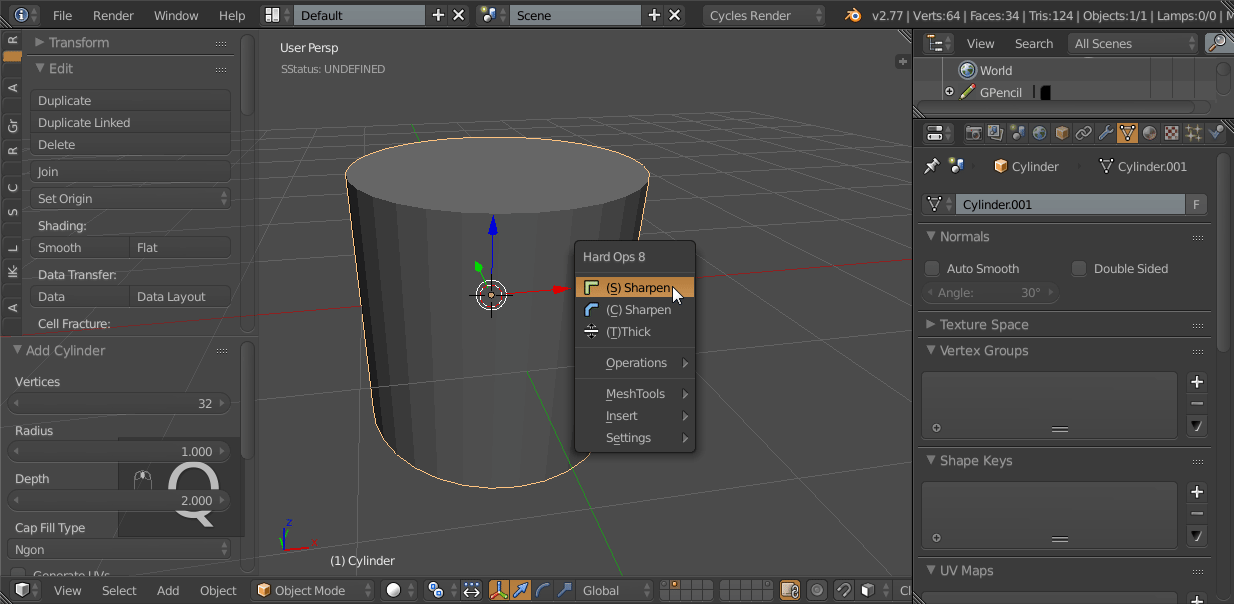 File Render Window Help Default Scene Cycles Render v2.77 | Verts:64 | Faces:34 | Tris:124 | Objects:1/1 | Lamps:0/0 |
R
A
Gr
R
C
S
L
IK
A
Transform
Edit
Duplicate
Duplicate Linked
Delete
Join
Set Origin
Shading:
Smooth Flat
Data Transfer:
Data Data Layout
Cell Fracture:
Add Cylinder
Vertices
32
Radius
1.000
Depth
2.000
Q
Cap Fill Type
Ngon
Generate UVs
User Persp
SStatus: UNDEFINED
Hard Ops 8
(S) Sharpen
(C) Sharpen
(T)Thick
Operations
MeshTools
Insert
Settings
z
x
(1) Cylinder
View Select Add Object Object Mode Global
View Search All Scenes
World
GPencil
Cylinder Cylinder.001
Cylinder.001 F
Normals
Auto Smooth Double Sided
Angle: 30°
Texture Space
Vertex Groups
Shape Keys
UV Maps